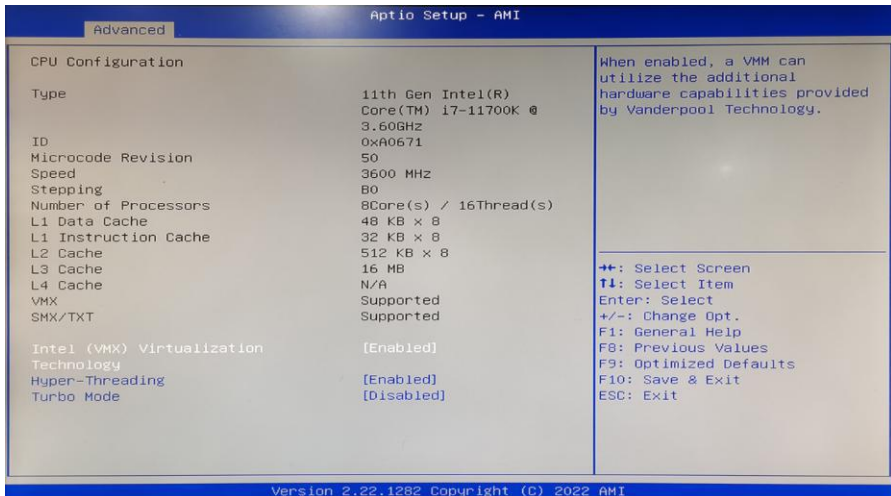 Aptio Setup - AMI
Advanced
CPU Configuration
Type 11th Gen Intel(R)
Core(TM) i7-11700K @
3.60GHz
ID 0xA0671
Microcode Revision 50
Speed 3600 MHz
Stepping B0
Number of Processors 8Core(s) / 16Thread(s)
L1 Data Cache 48 KB x 8
L1 Instruction Cache 32 KB x 8
L2 Cache 512 KB x 8
L3 Cache 16 MB
L4 Cache N/A
VMX Supported
SMX/TXT Supported
Intel (VMX) Virtualization [Enabled]
Technology
Hyper-Threading [Enabled]
Turbo Mode [Disabled]
When enabled, a VMM can
utilize the additional
hardware capabilities provided
by Vanderpool Technology.
→←: Select Screen
↑↓: Select Item
Enter: Select
+/-: Change Opt.
F1: General Help
F8: Previous Values
F9: Optimized Defaults
F10: Save & Exit
ESC: Exit
Version 2.22.1282 Copyright (C) 2022 AMI